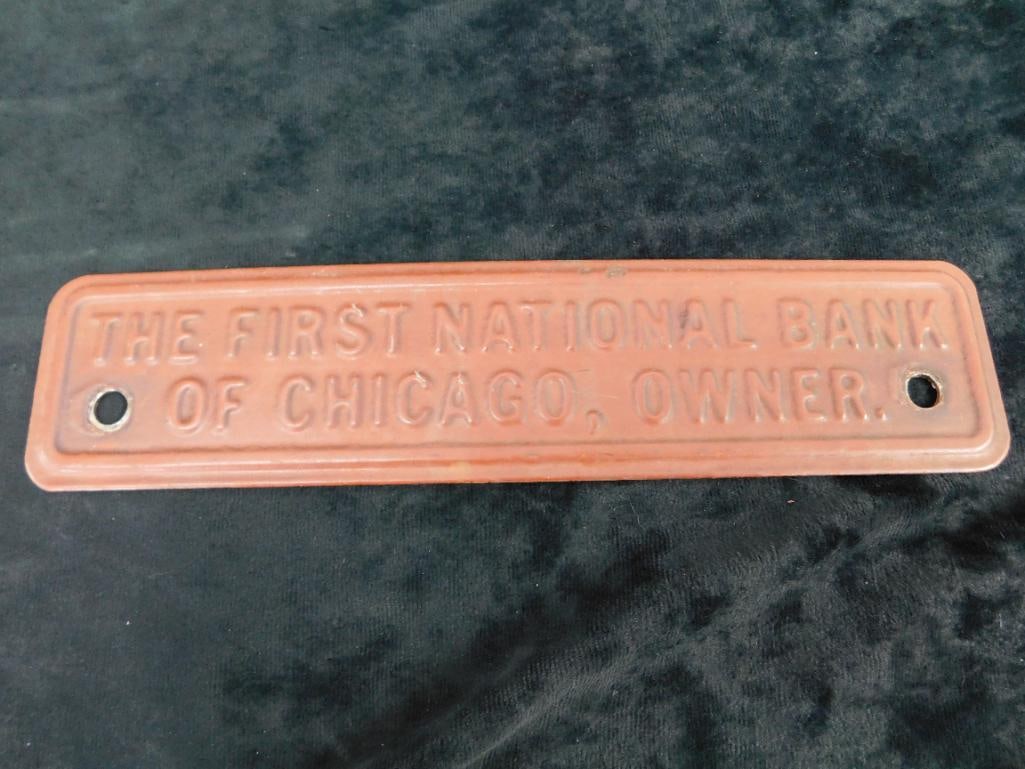 THE FIRST NATIONAL BANK
OF CHICAGO, OWNER.